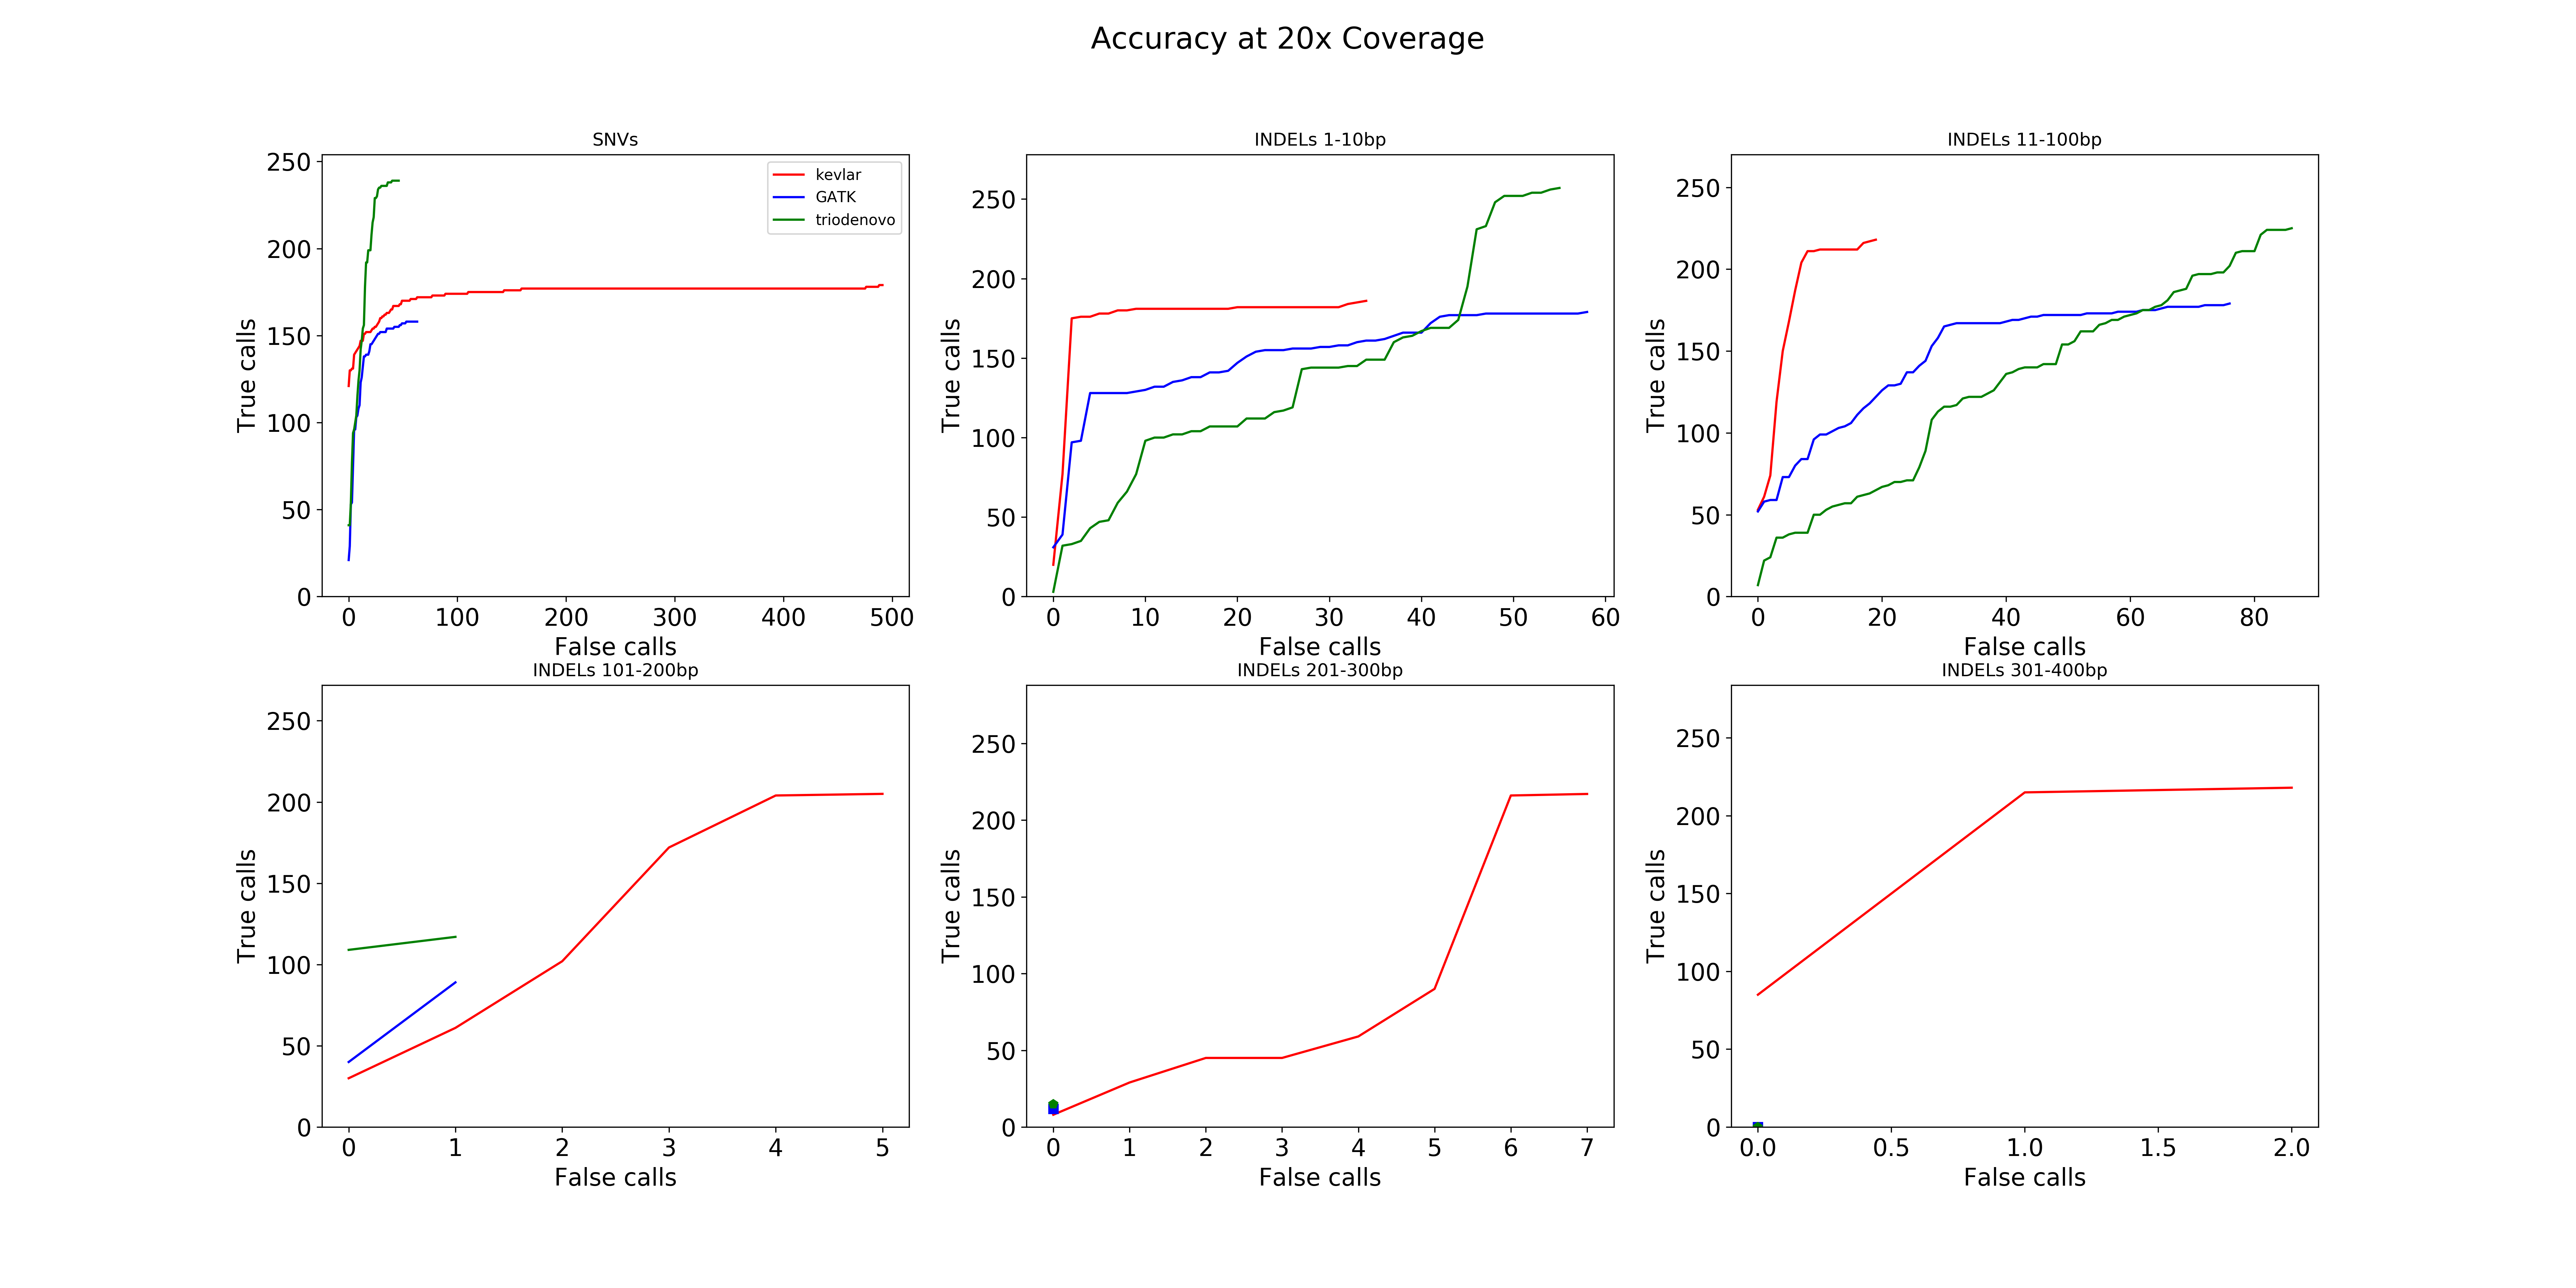 Accuracy at 20x Coverage
SNVs
True calls
250
200
150
100
50
0
0 100 200 300 400 500
False calls
kevlar
GATK
triodenovo
INDELs 1-10bp
True calls
250
200
150
100
50
0
0 10 20 30 40 50 60
False calls
INDELs 11-100bp
True calls
250
200
150
100
50
0
0 20 40 60 80
False calls
INDELs 101-200bp
True calls
250
200
150
100
50
0
0 1 2 3 4 5
False calls
INDELs 201-300bp
True calls
250
200
150
100
50
0
0 1 2 3 4 5 6 7
False calls
INDELs 301-400bp
True calls
250
200
150
100
50
0
0.0 0.5 1.0 1.5 2.0
False calls